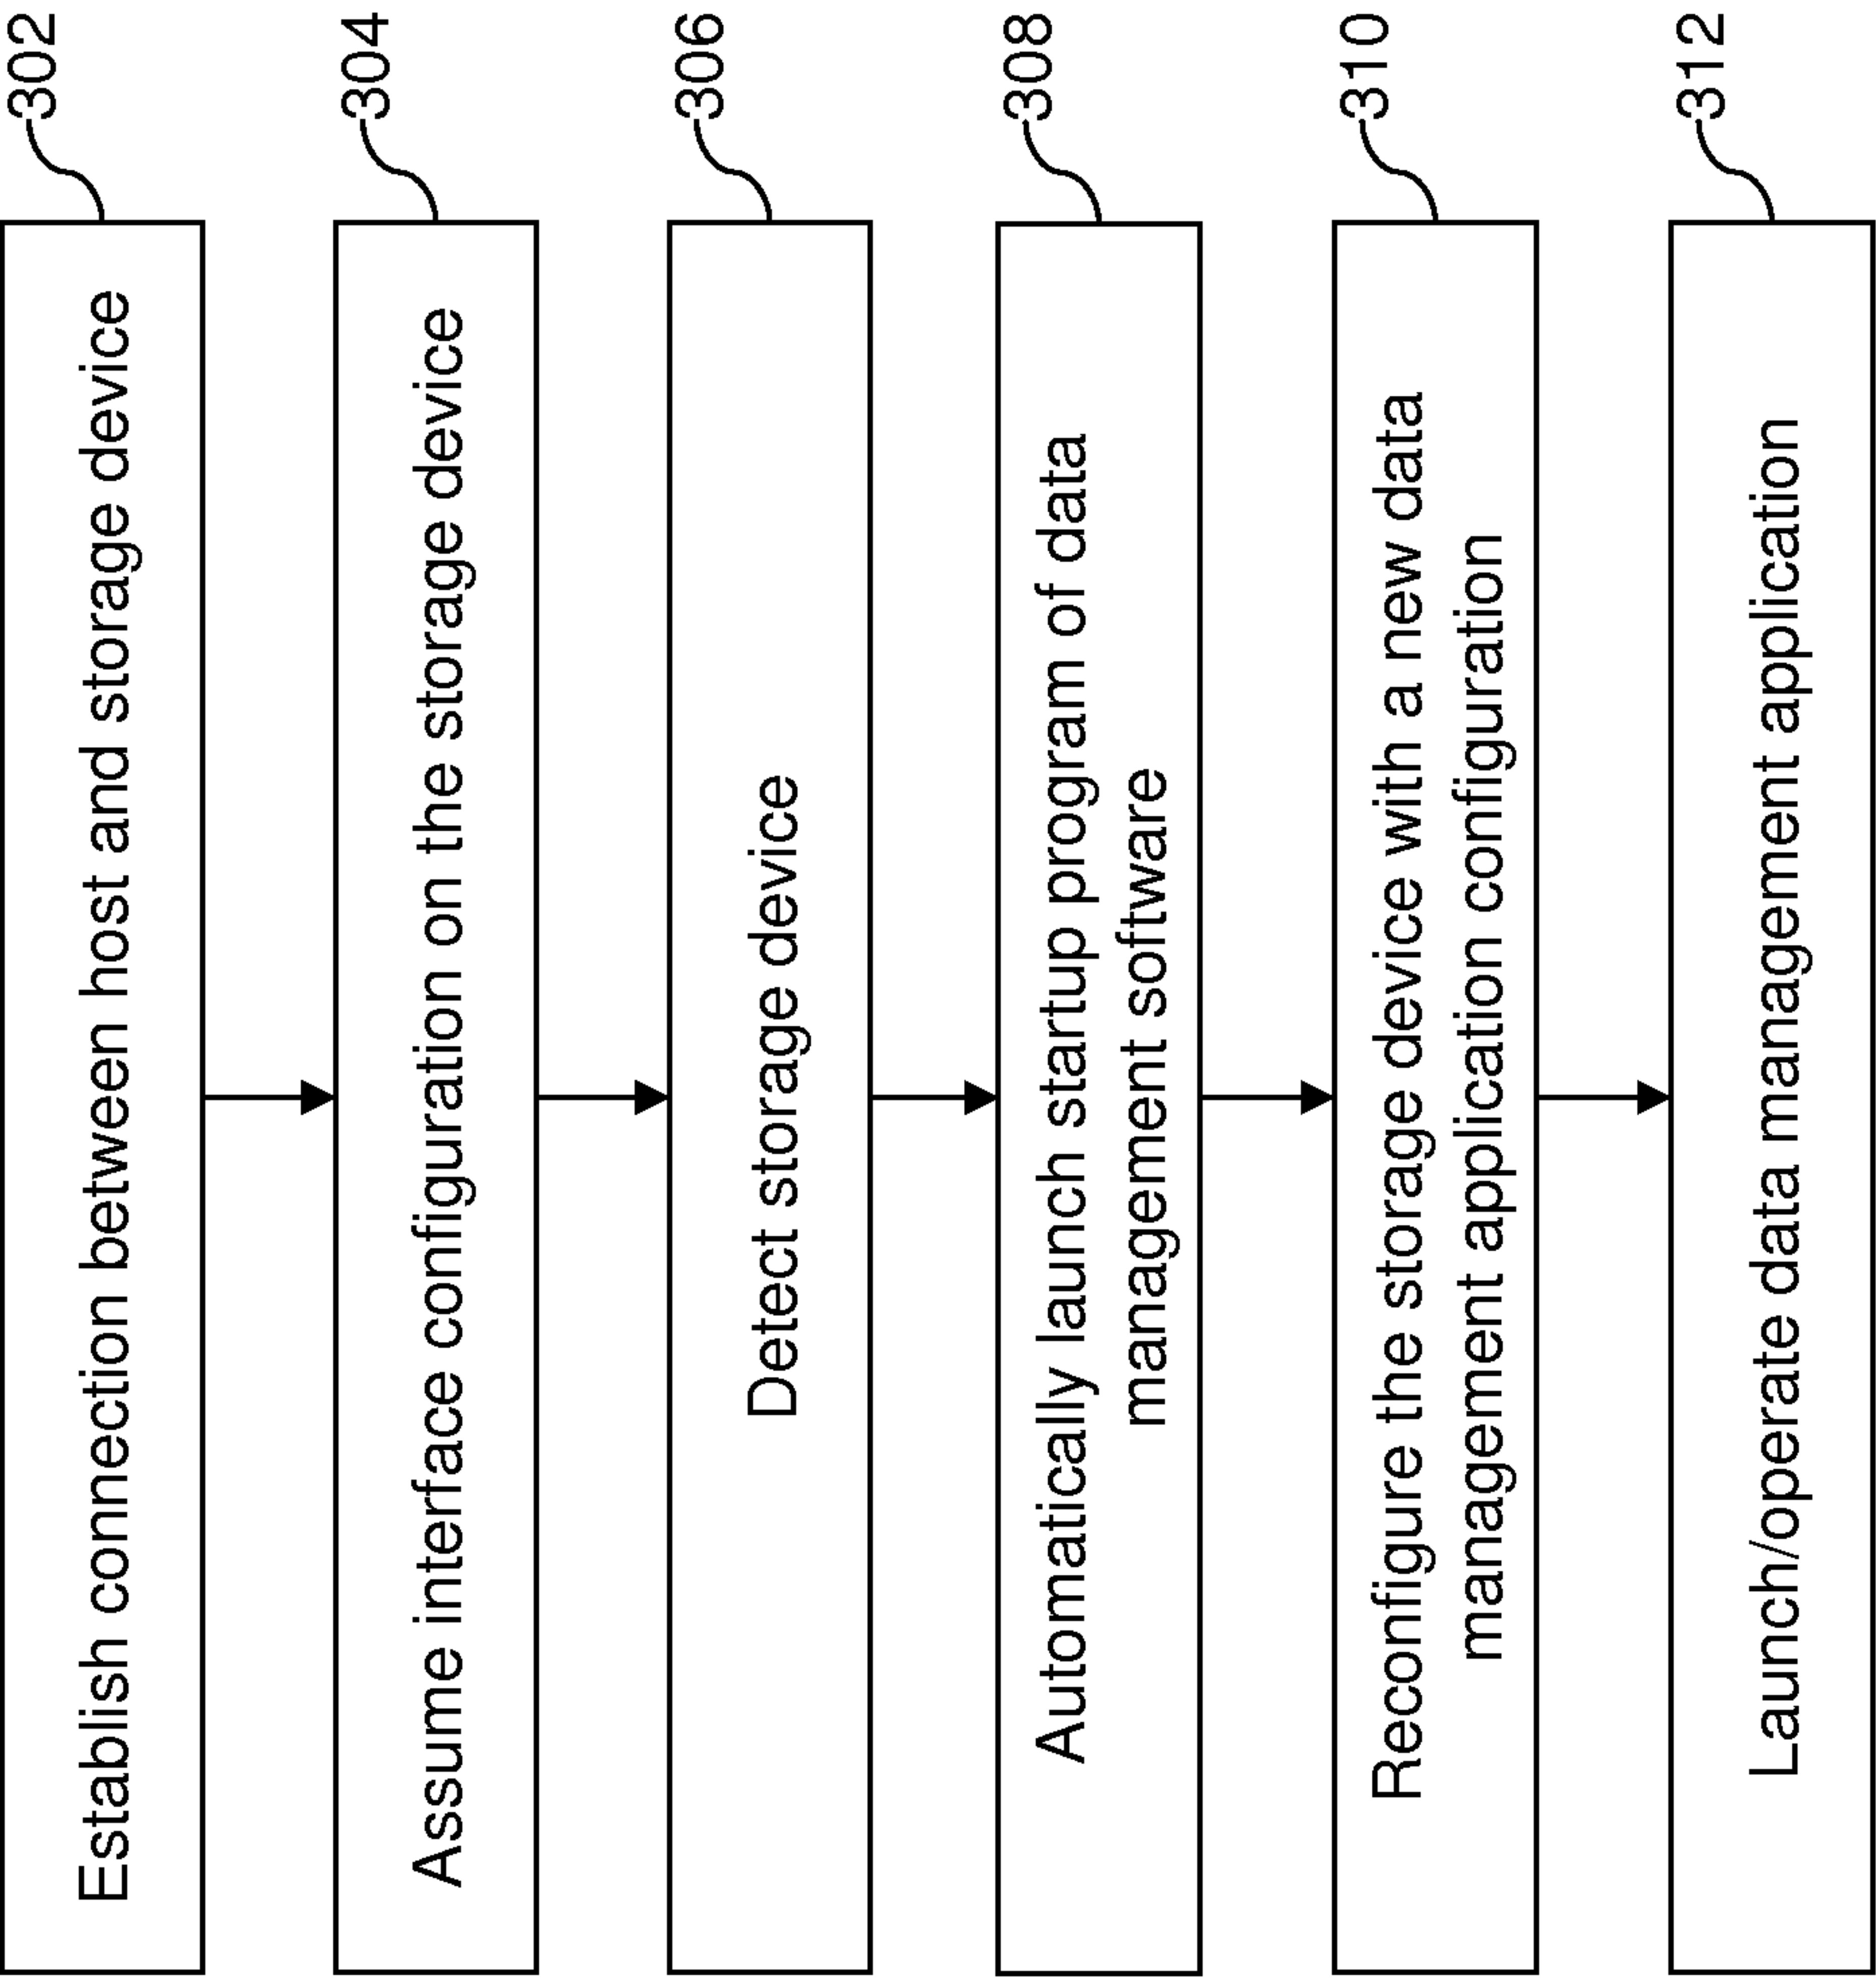 Establish connection between host and storage device
302
Assume interface configuration on the storage device
304
Detect storage device
306
Automatically launch startup program of data
management software
308
Reconfigure the storage device with a new data
management application configuration
310
Launch/operate data management application
312